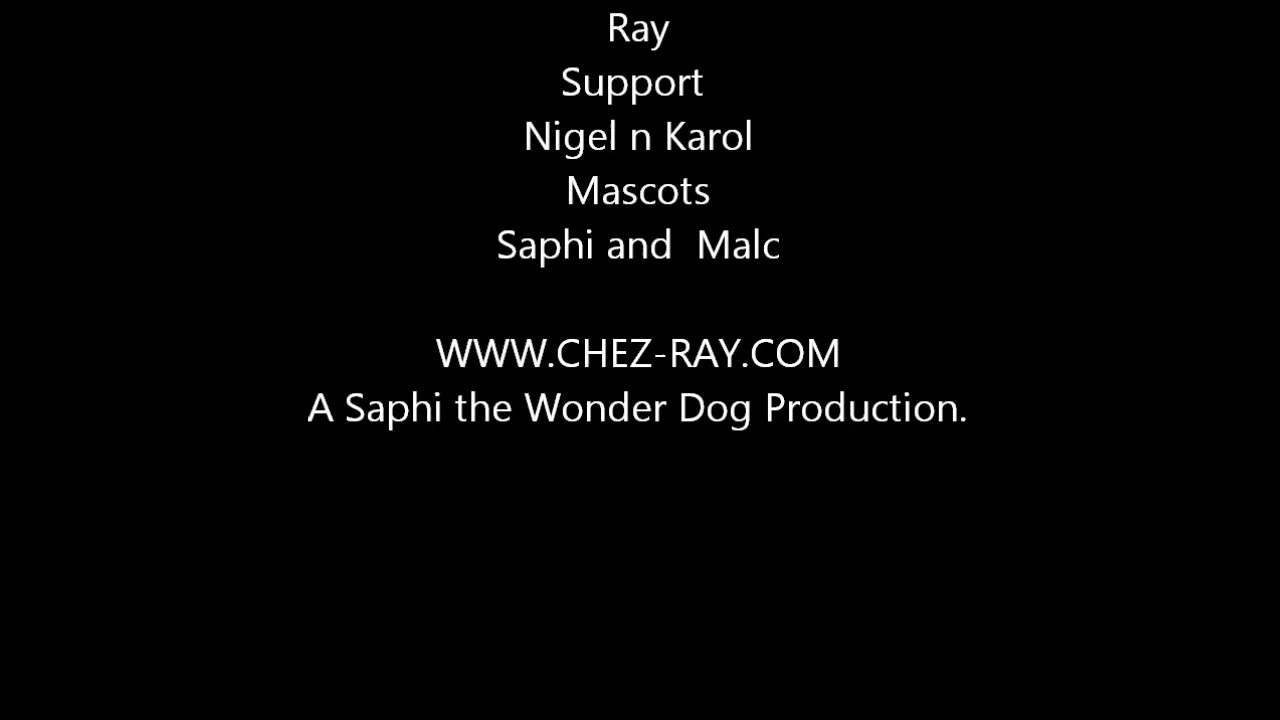 Ray
Support
Nigel n Karol
Mascots
Saphi and  Malc
WWW.CHEZ-RAY.COM
A Saphi the Wonder Dog Production.